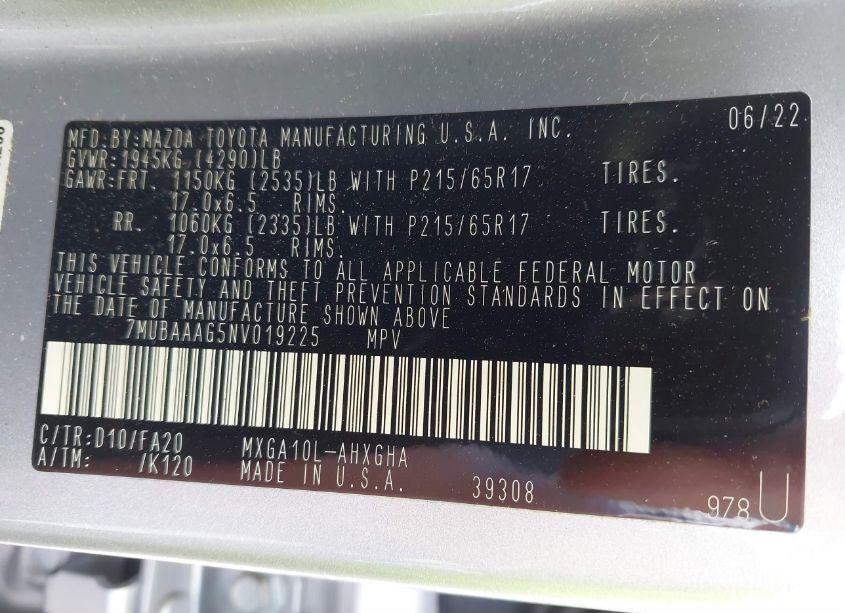 MFD.BY:MAZDA TOYOTA MANUFACTURING U.S.A. INC. 06/22
GVWR:1945KG (4290)LB
GAWR:FRT. 1150KG (2535)LB WITH P215/65R17 TIRES.
17.0x6.5 RIMS.
RR. 1060KG (2335)LB WITH P215/65R17 TIRES.
17.0x6.5 RIMS.
THIS VEHICLE CONFORMS TO ALL APPLICABLE FEDERAL MOTOR
VEHICLE SAFETY AND THEFT PREVENTION STANDARDS IN EFFECT ON
THE DATE OF MANUFACTURE SHOWN ABOVE
7MUBAAAG5NV019225 MPV
C/TR:D10/FA20 MXGA10L-AHXGHA
A/TM: /K120 MADE IN U.S.A. 39308 978 U